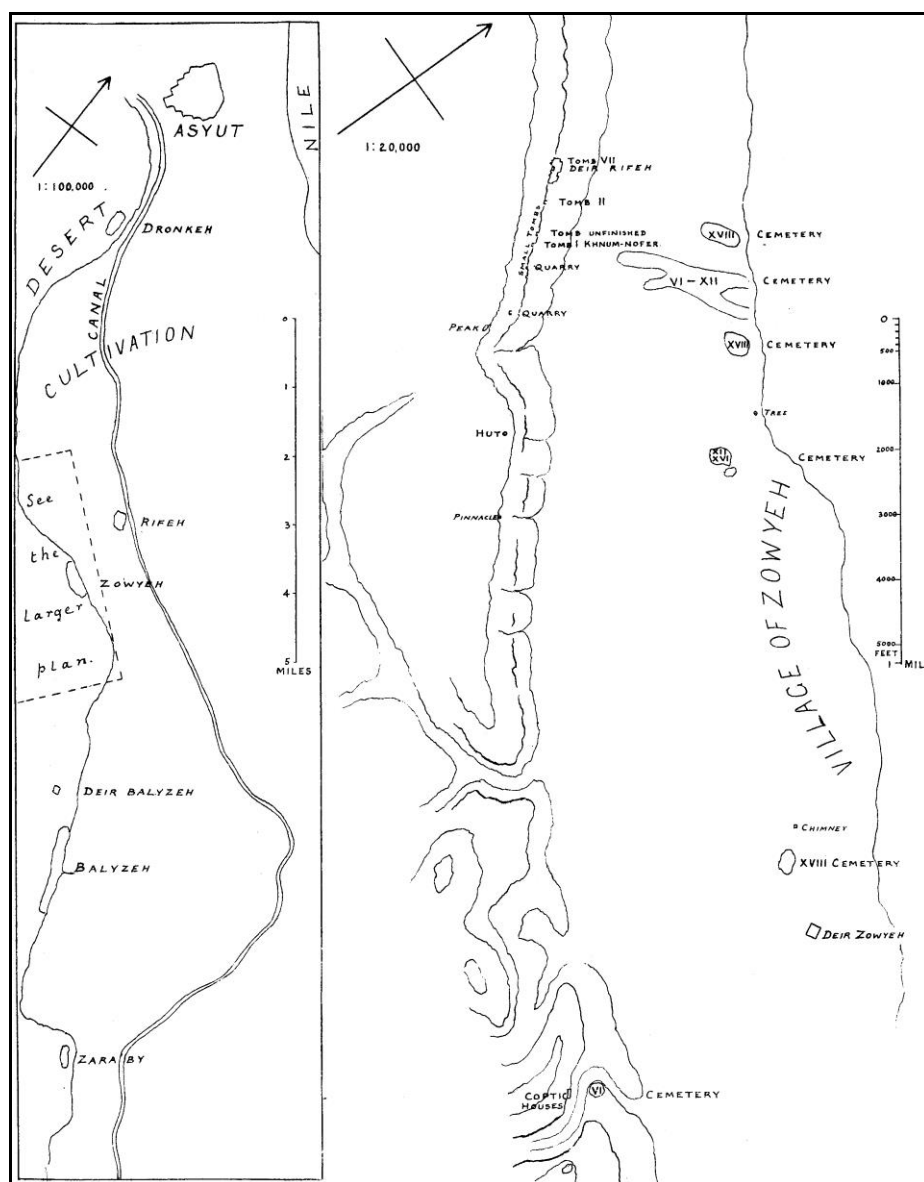 ASYUT
NILE
1:100,000
DESERT
DRONKEH
CANAL
CULTIVATION
0
1
2
3
4
5
MILES
See
the
Larger
plan.
RIFEH
ZOWYEH
DEIR BALYZEH
BALYZEH
ZARABY
1:20,000
TOMB VII
DEIR RIFEH
TOMB II
SMALL TOMBS
TOMB UNFINISHED
TOMB I KHNUM-NOFER.
QUARRY
QUARRY
PEAK
HUT
PINNACLE
XVIII
CEMETERY
VI-XII
CEMETERY
XVIII
CEMETERY
TREE
XII
XVI
CEMETERY
VILLAGE OF ZOWYEH
0
500
1000
2000
3000
4000
5000
FEET
1 MIL
CHIMNEY
XVIII CEMETERY
DEIR ZOWYEH
COPTIC
HOUSES
VI
CEMETERY